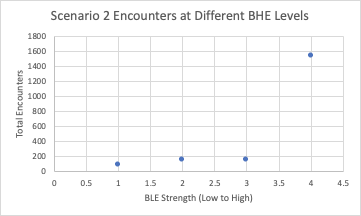 Scenario 2 Encounters at Different BHE Levels
1800
1600
1400
1200
1000
800
600
400
200
0
Total Encounters
0 0.5 1 1.5 2 2.5 3 3.5 4 4.5
BLE Strength (Low to High)